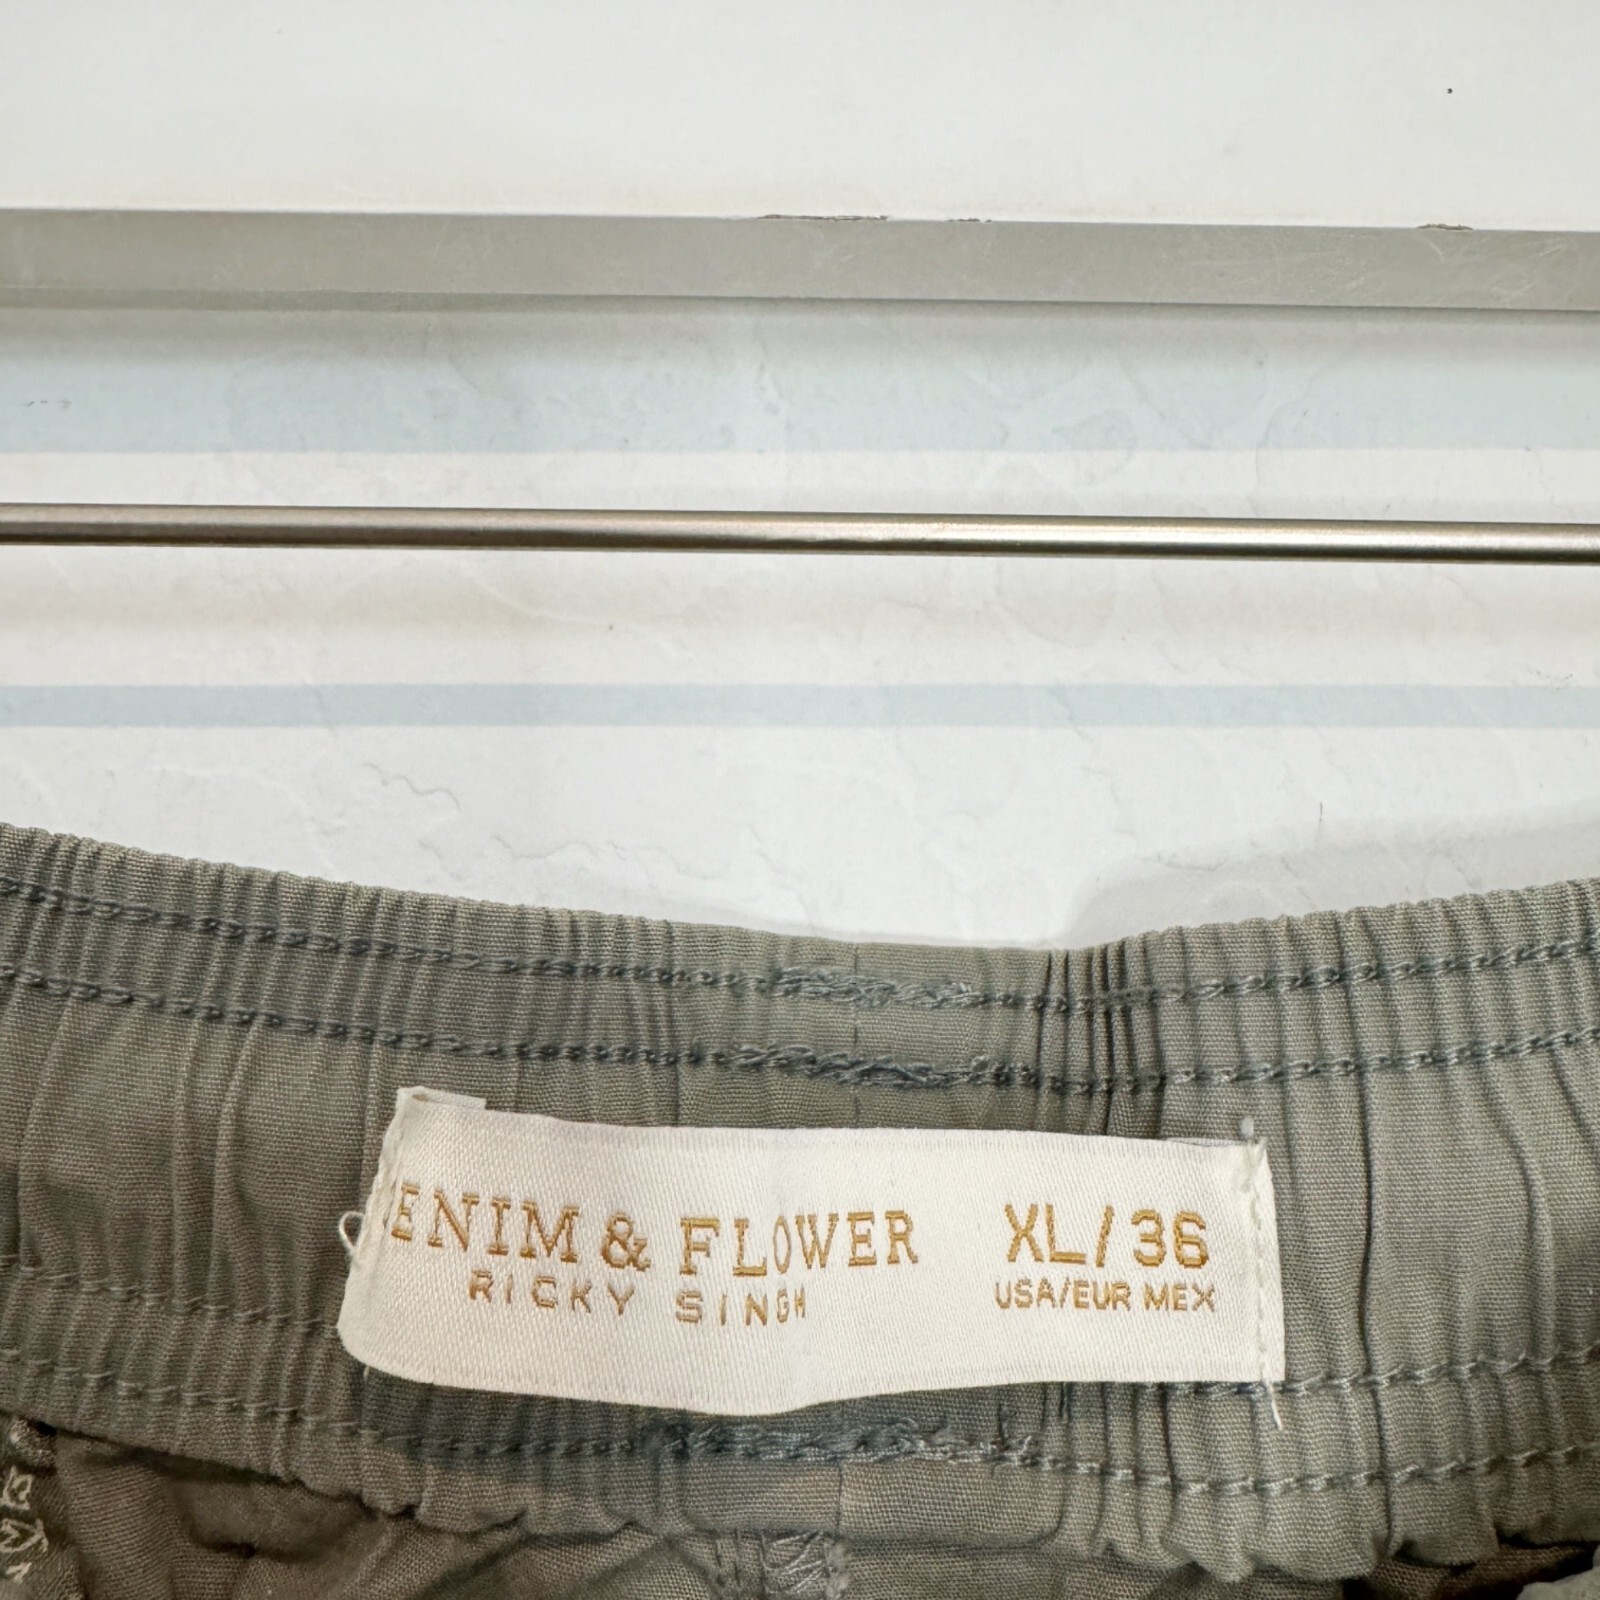 ENIM & FLOWER XL/36
RICKY SINGH USA/EUR MEX